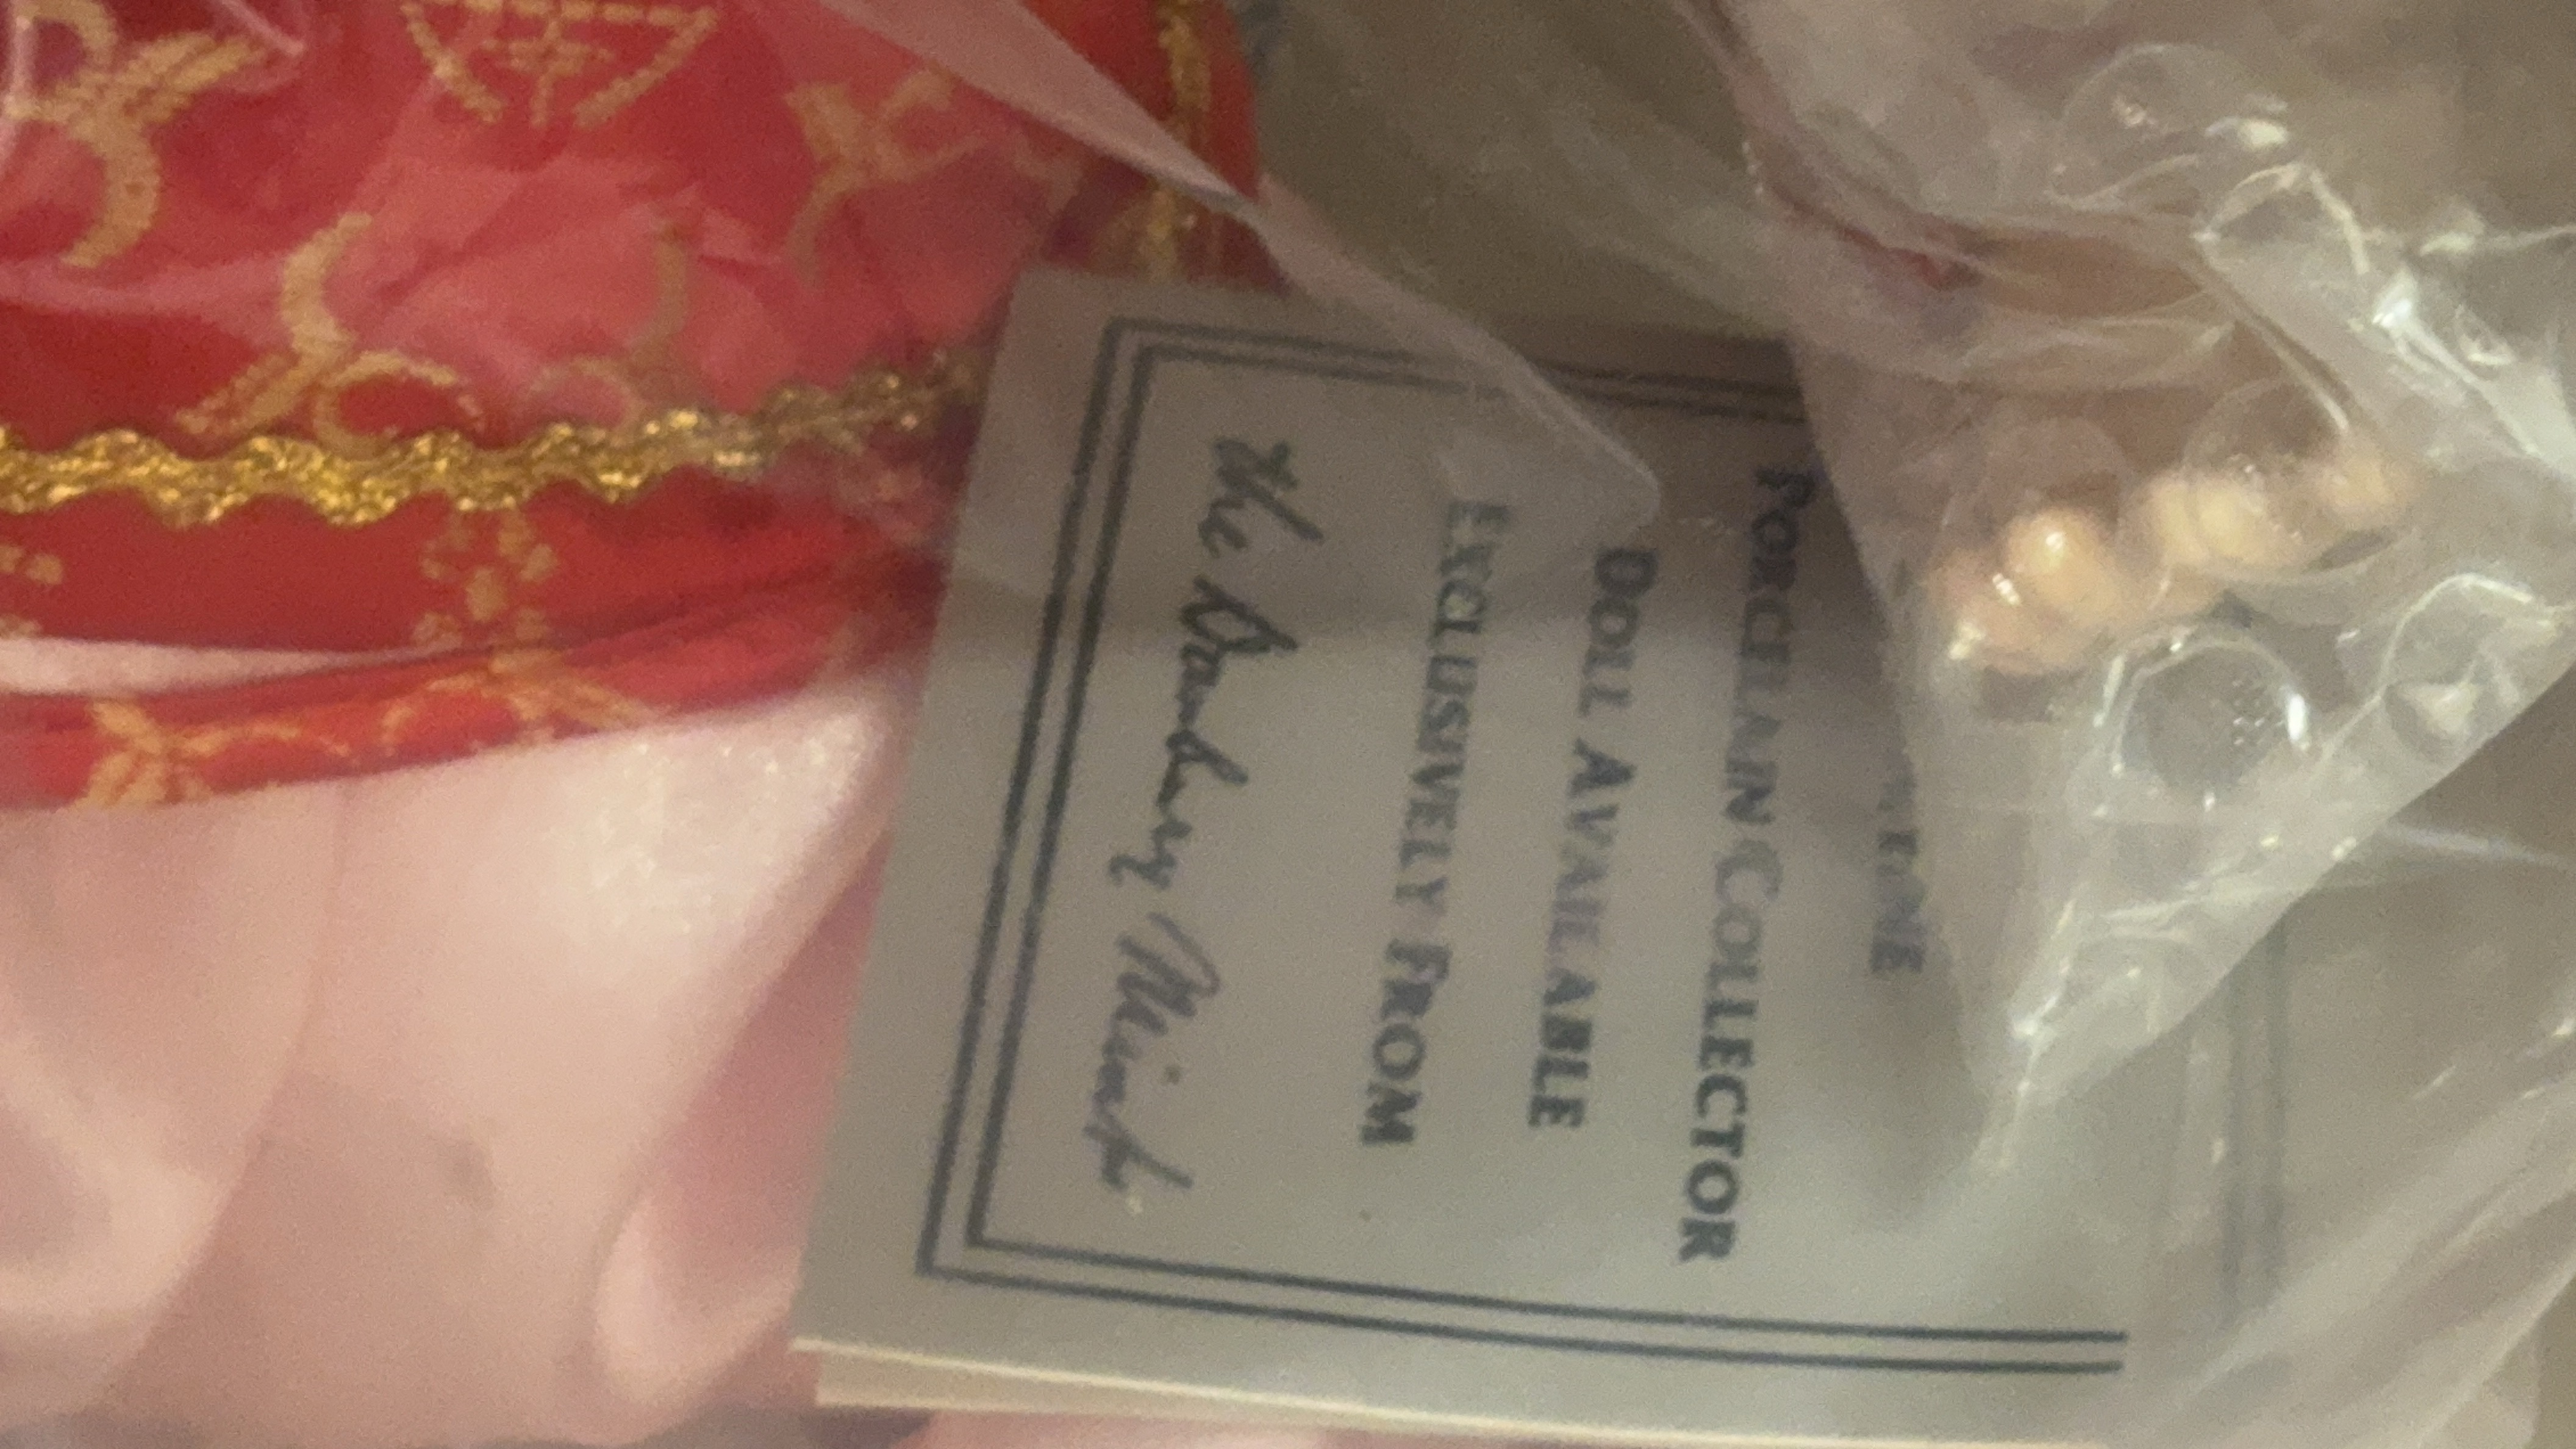 PORCELAIN COLLECTOR
DOLL AVAILABLE
EXCLUSIVELY FROM
the Danbury Mint